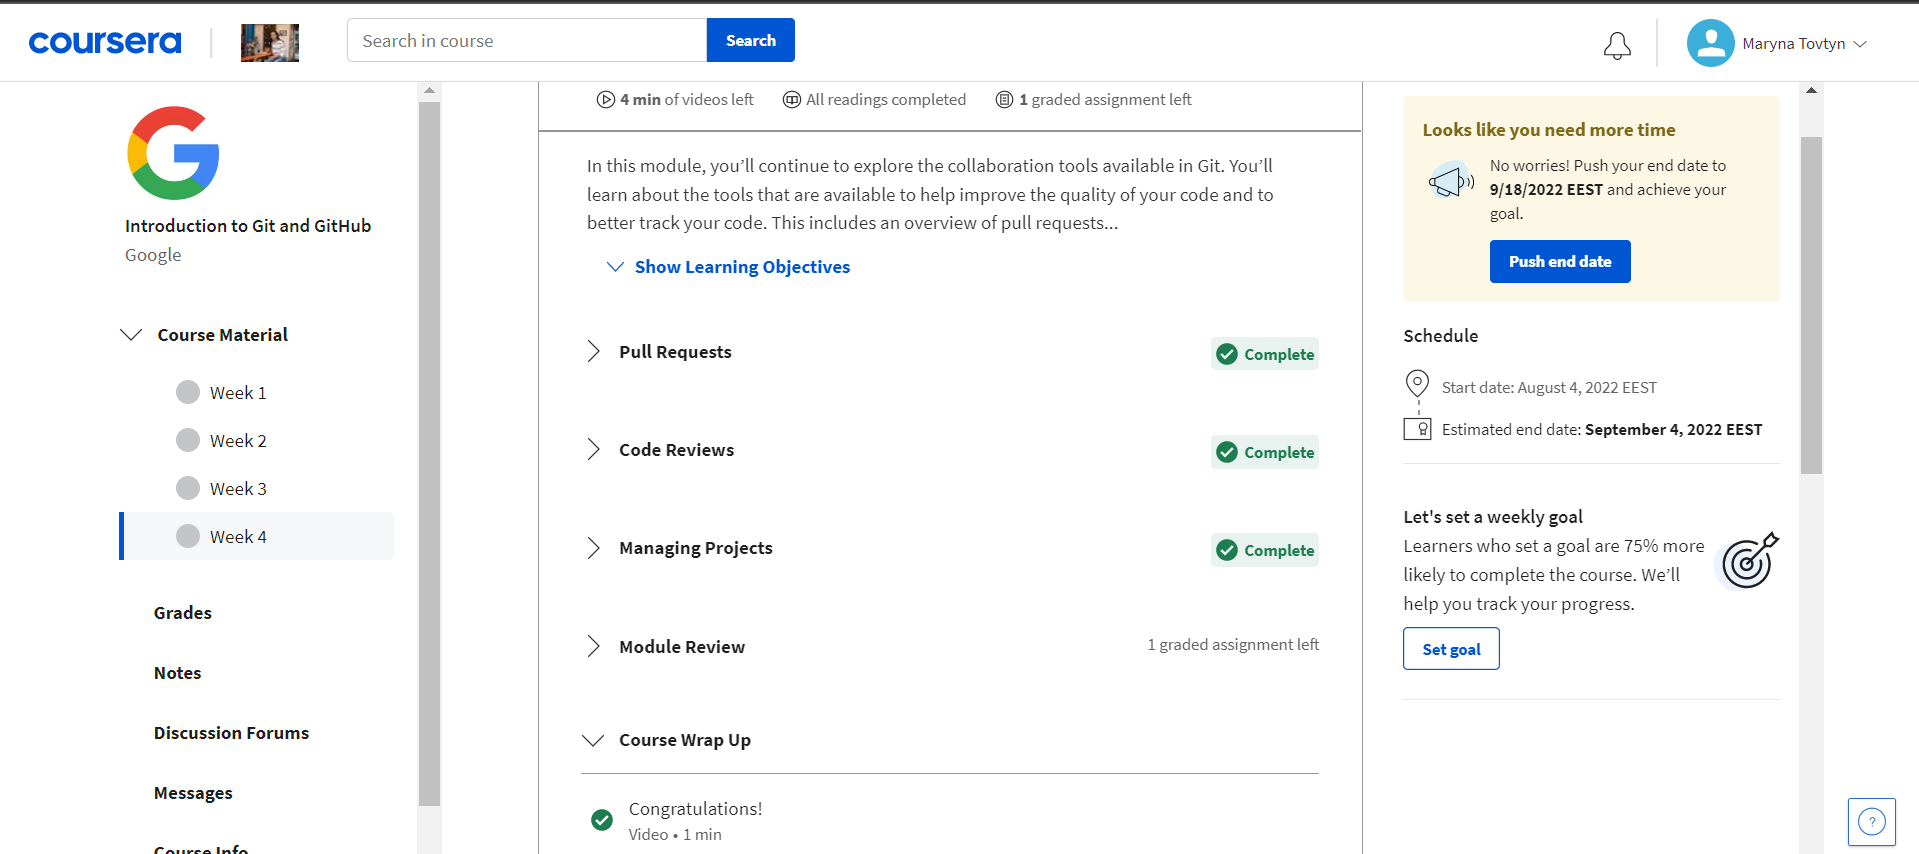 coursera
Search in course
Search
Maryna Tovtyn
Introduction to Git and GitHub
Google
Course Material
Week 1
Week 2
Week 3
Week 4
Grades
Notes
Discussion Forums
Messages
Course Info
4 min of videos left
All readings completed
1 graded assignment left
In this module, you’ll continue to explore the collaboration tools available in Git. You’ll
learn about the tools that are available to help improve the quality of your code and to
better track your code. This includes an overview of pull requests...
Show Learning Objectives
Pull Requests
Complete
Code Reviews
Complete
Managing Projects
Complete
Module Review
1 graded assignment left
Course Wrap Up
Congratulations!
Video • 1 min
Looks like you need more time
No worries! Push your end date to
9/18/2022 EEST and achieve your
goal.
Push end date
Schedule
Start date: August 4, 2022 EEST
Estimated end date: September 4, 2022 EEST
Let's set a weekly goal
Learners who set a goal are 75% more
likely to complete the course. We’ll
help you track your progress.
Set goal
?